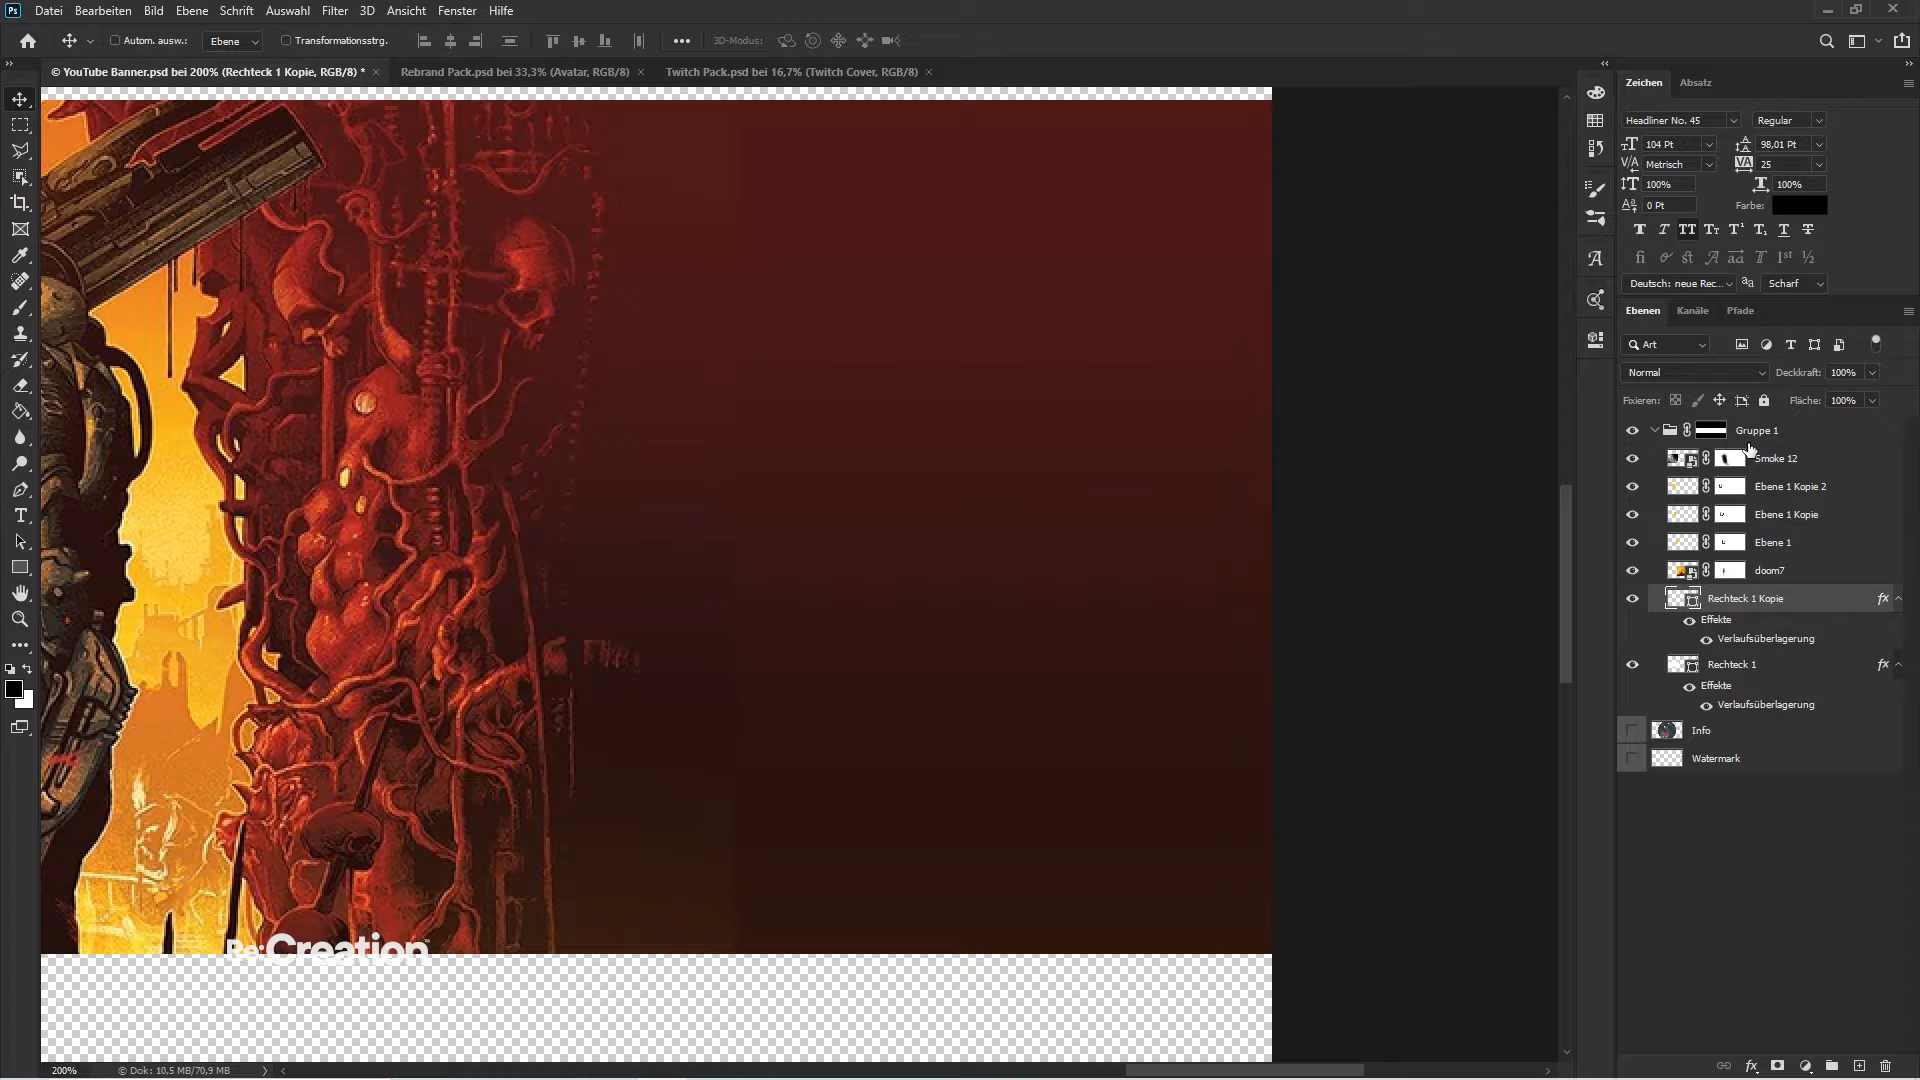 Ps Datei Bearbeiten Bild Ebene Schrift Auswahl Filter 3D Ansicht Fenster Hilfe
Autom. ausw.: Ebene Transformationsstrg. 3D-Modus:
© YouTube Banner.psd bei 200% (Rechteck 1 Kopie, RGB/8) * × Rebrand Pack.psd bei 33,3% (Avatar, RGB/8) × Twitch Pack.psd bei 16,7% (Twitch Cover, RGB/8) ×
Zeichen Absatz
Headliner No. 45 Regular
104 Pt 98,01 Pt
Metrisch 25
100% 100%
0 Pt Farbe:
Deutsch: neue Rec... Scharf
Ebenen Kanäle Pfade
Art
Normal Deckkraft: 100%
Fixieren: Fläche: 100%
Gruppe 1
Smoke 12
Ebene 1 Kopie 2
Ebene 1 Kopie
Ebene 1
doom7
Rechteck 1 Kopie fx
Effekte
Verlaufsüberlagerung
Rechteck 1 fx
Effekte
Verlaufsüberlagerung
Info
Watermark
Re:Creation
200% © Dok: 10,5 MB/70,9 MB